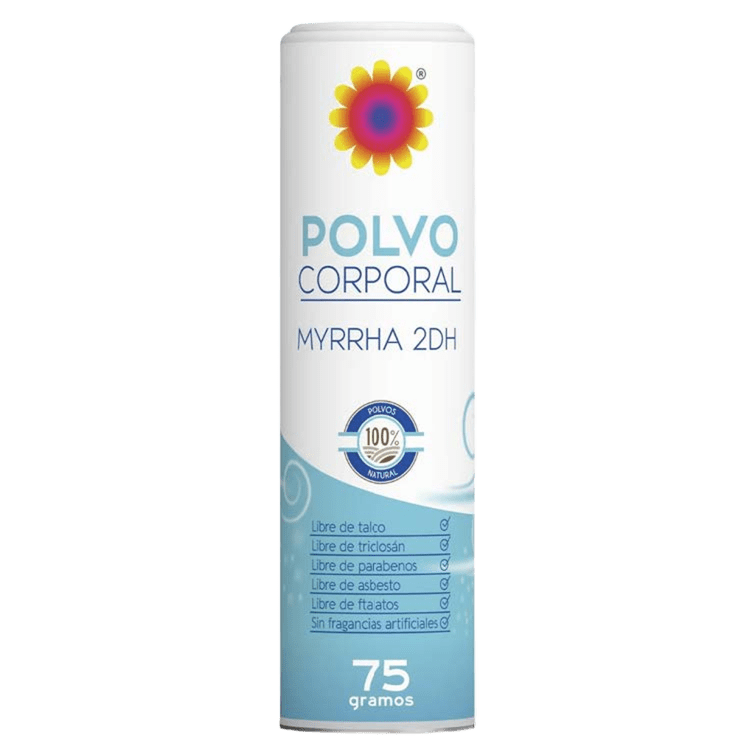 ®
POLVO
CORPORAL
MYRRHA 2DH
POLVOS
100%
NATURAL
Libre de talco
Libre de triclosán
Libre de parabenos
Libre de asbesto
Libre de ftalatos
Sin fragancias artificiales
75
gramos